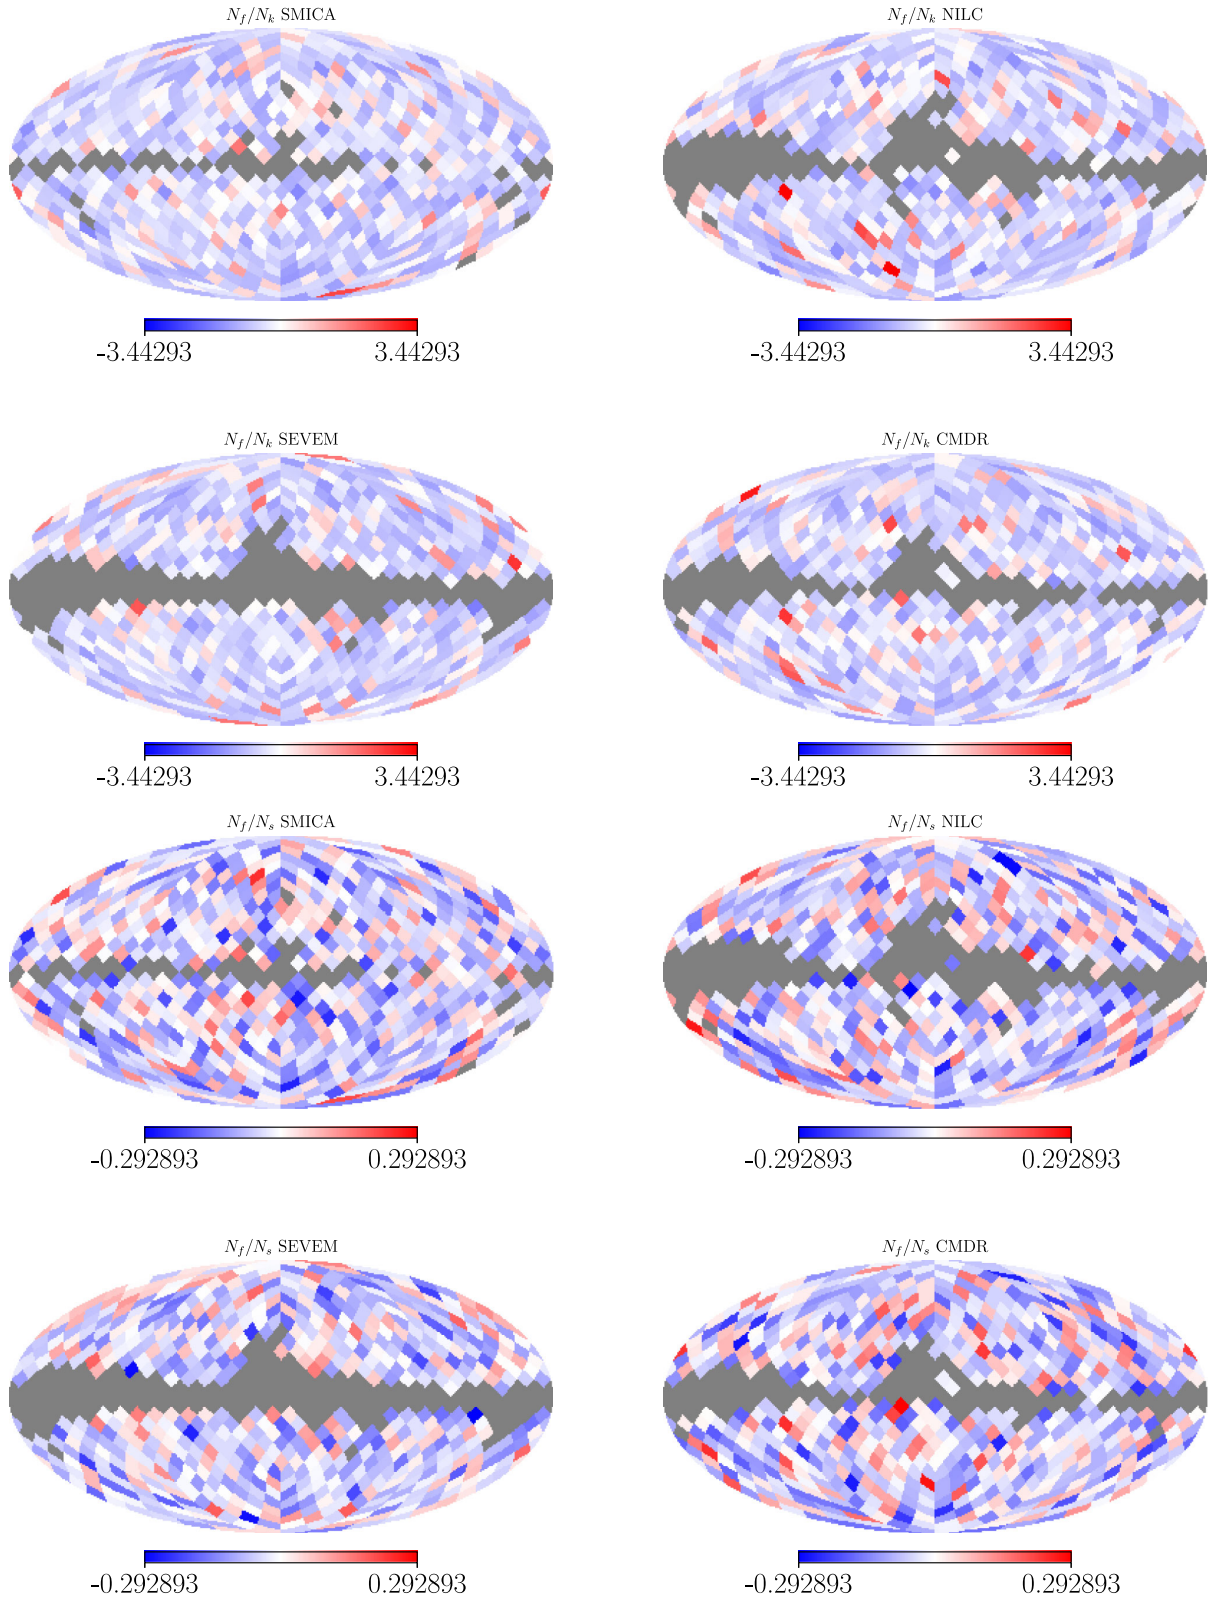 N_f/N_k SMICA
N_f/N_k NILC
-3.44293 3.44293
-3.44293 3.44293
N_f/N_k SEVEM
N_f/N_k CMDR
-3.44293 3.44293
-3.44293 3.44293
N_f/N_s SMICA
N_f/N_s NILC
-0.292893 0.292893
-0.292893 0.292893
N_f/N_s SEVEM
N_f/N_s CMDR
-0.292893 0.292893
-0.292893 0.292893